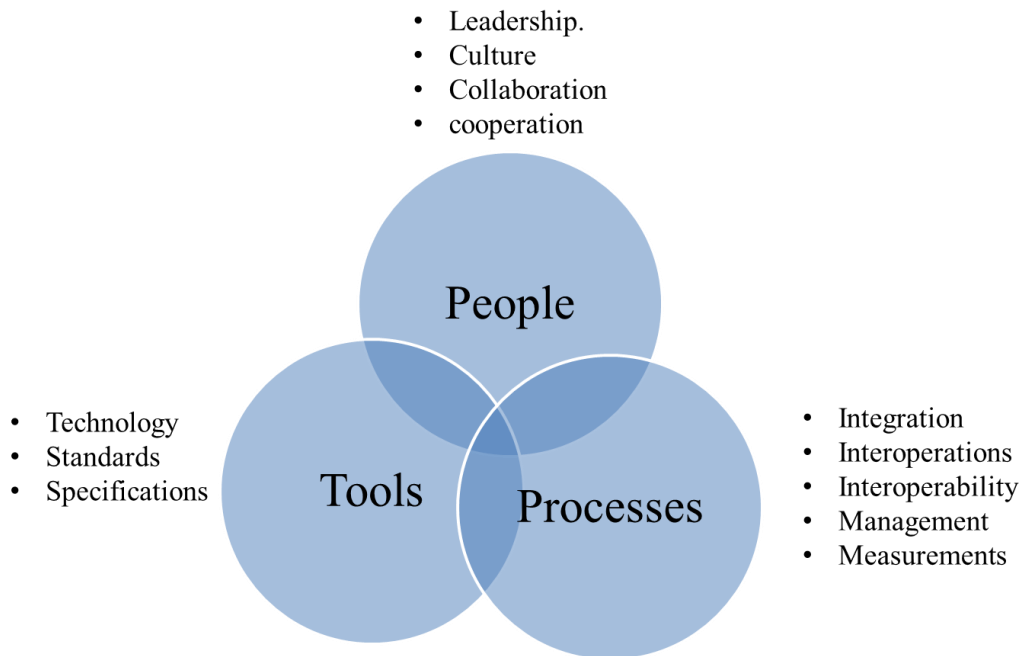 • Leadership.
• Culture
• Collaboration
• cooperation
People
• Technology
• Standards
• Specifications
Tools
Processes
• Integration
• Interoperations
• Interoperability
• Management
• Measurements